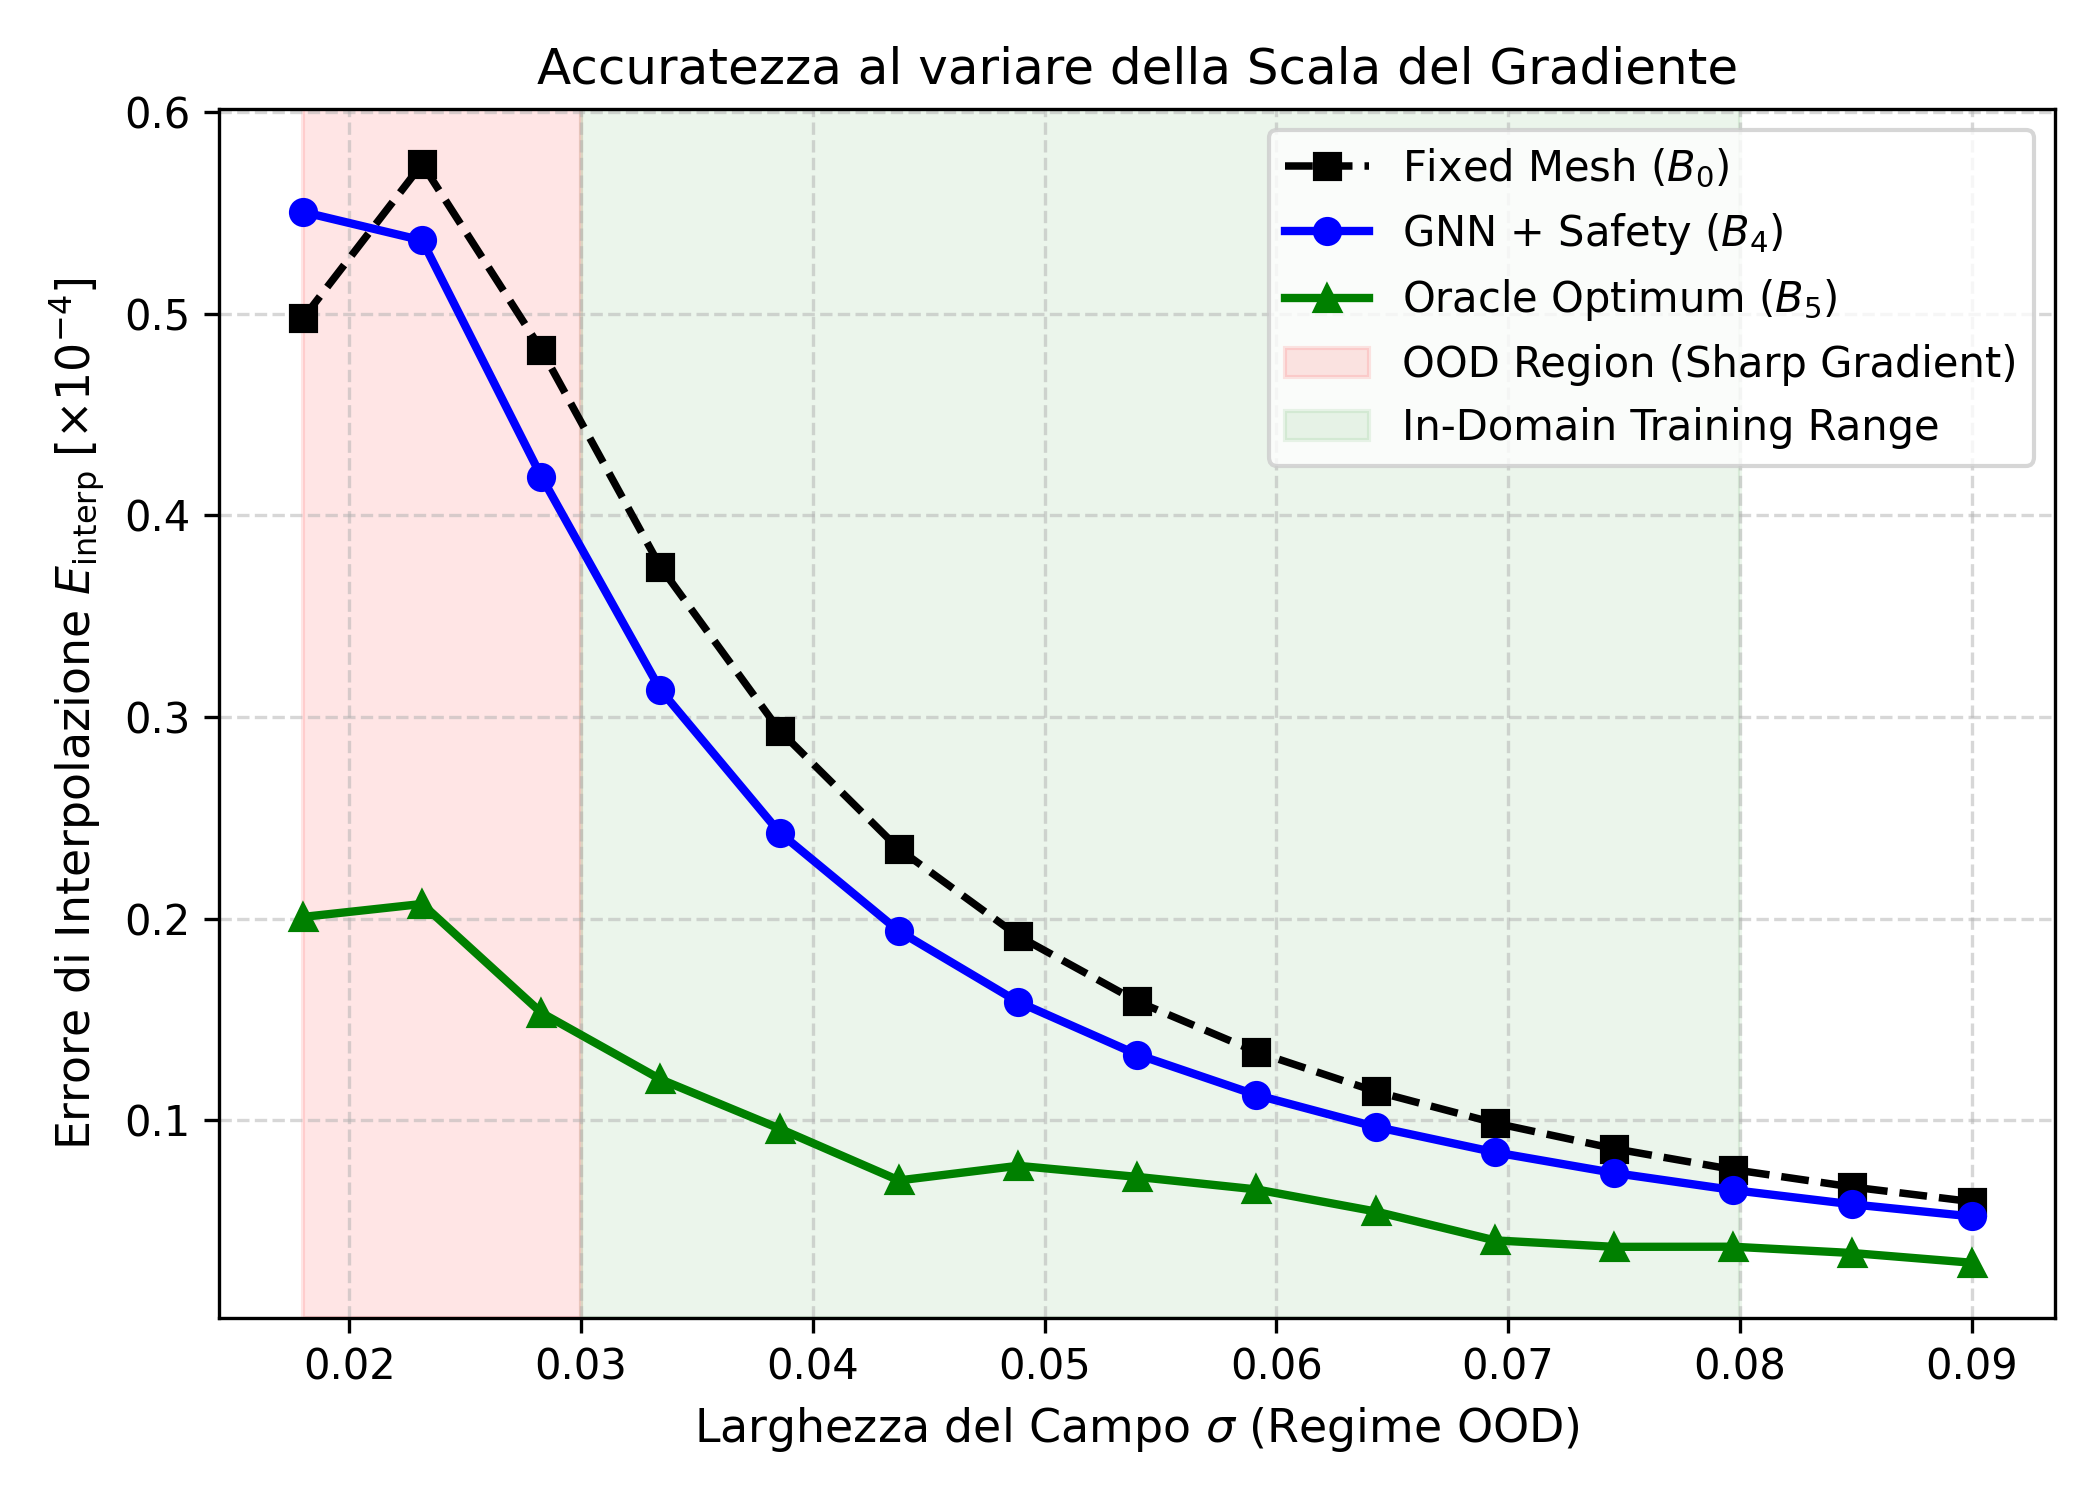 Accuratezza al variare della Scala del Gradiente
Errore di Interpolazione E_interp [×10⁻⁴]
0.6
0.5
0.4
0.3
0.2
0.1
Fixed Mesh (B₀)
GNN + Safety (B₄)
Oracle Optimum (B₅)
OOD Region (Sharp Gradient)
In-Domain Training Range
0.02 0.03 0.04 0.05 0.06 0.07 0.08 0.09
Larghezza del Campo σ (Regime OOD)